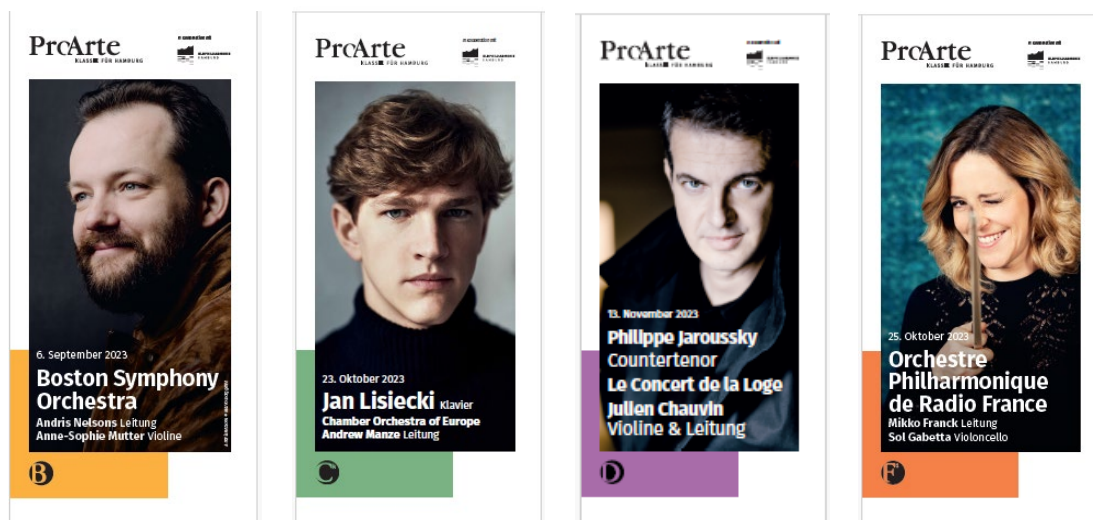 ProArte
KLASSIK FÜR HAMBURG
6. September 2023
Boston Symphony
Orchestra
Andris Nelsons Leitung
Anne-Sophie Mutter Violine
B
ProArte
KLASSIK FÜR HAMBURG
23. Oktober 2023
Jan Lisiecki Klavier
Chamber Orchestra of Europe
Andrew Manze Leitung
C
ProArte
KLASSIK FÜR HAMBURG
13. November 2023
Philippe Jaroussky
Countertenor
Le Concert de la Loge
Julien Chauvin
Violine & Leitung
D
ProArte
KLASSIK FÜR HAMBURG
25. Oktober 2023
Orchestre
Philharmonique
de Radio France
Mikko Franck Leitung
Sol Gabetta Violoncello
F